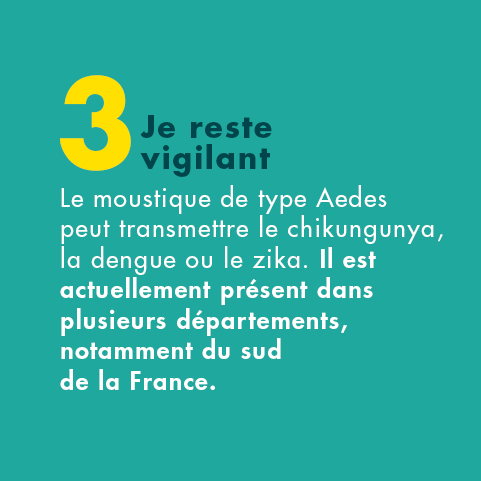 3
Je reste
vigilant
Le moustique de type Aedes
peut transmettre le chikungunya,
la dengue ou le zika. Il est
actuellement présent dans
plusieurs départements,
notamment du sud
de la France.